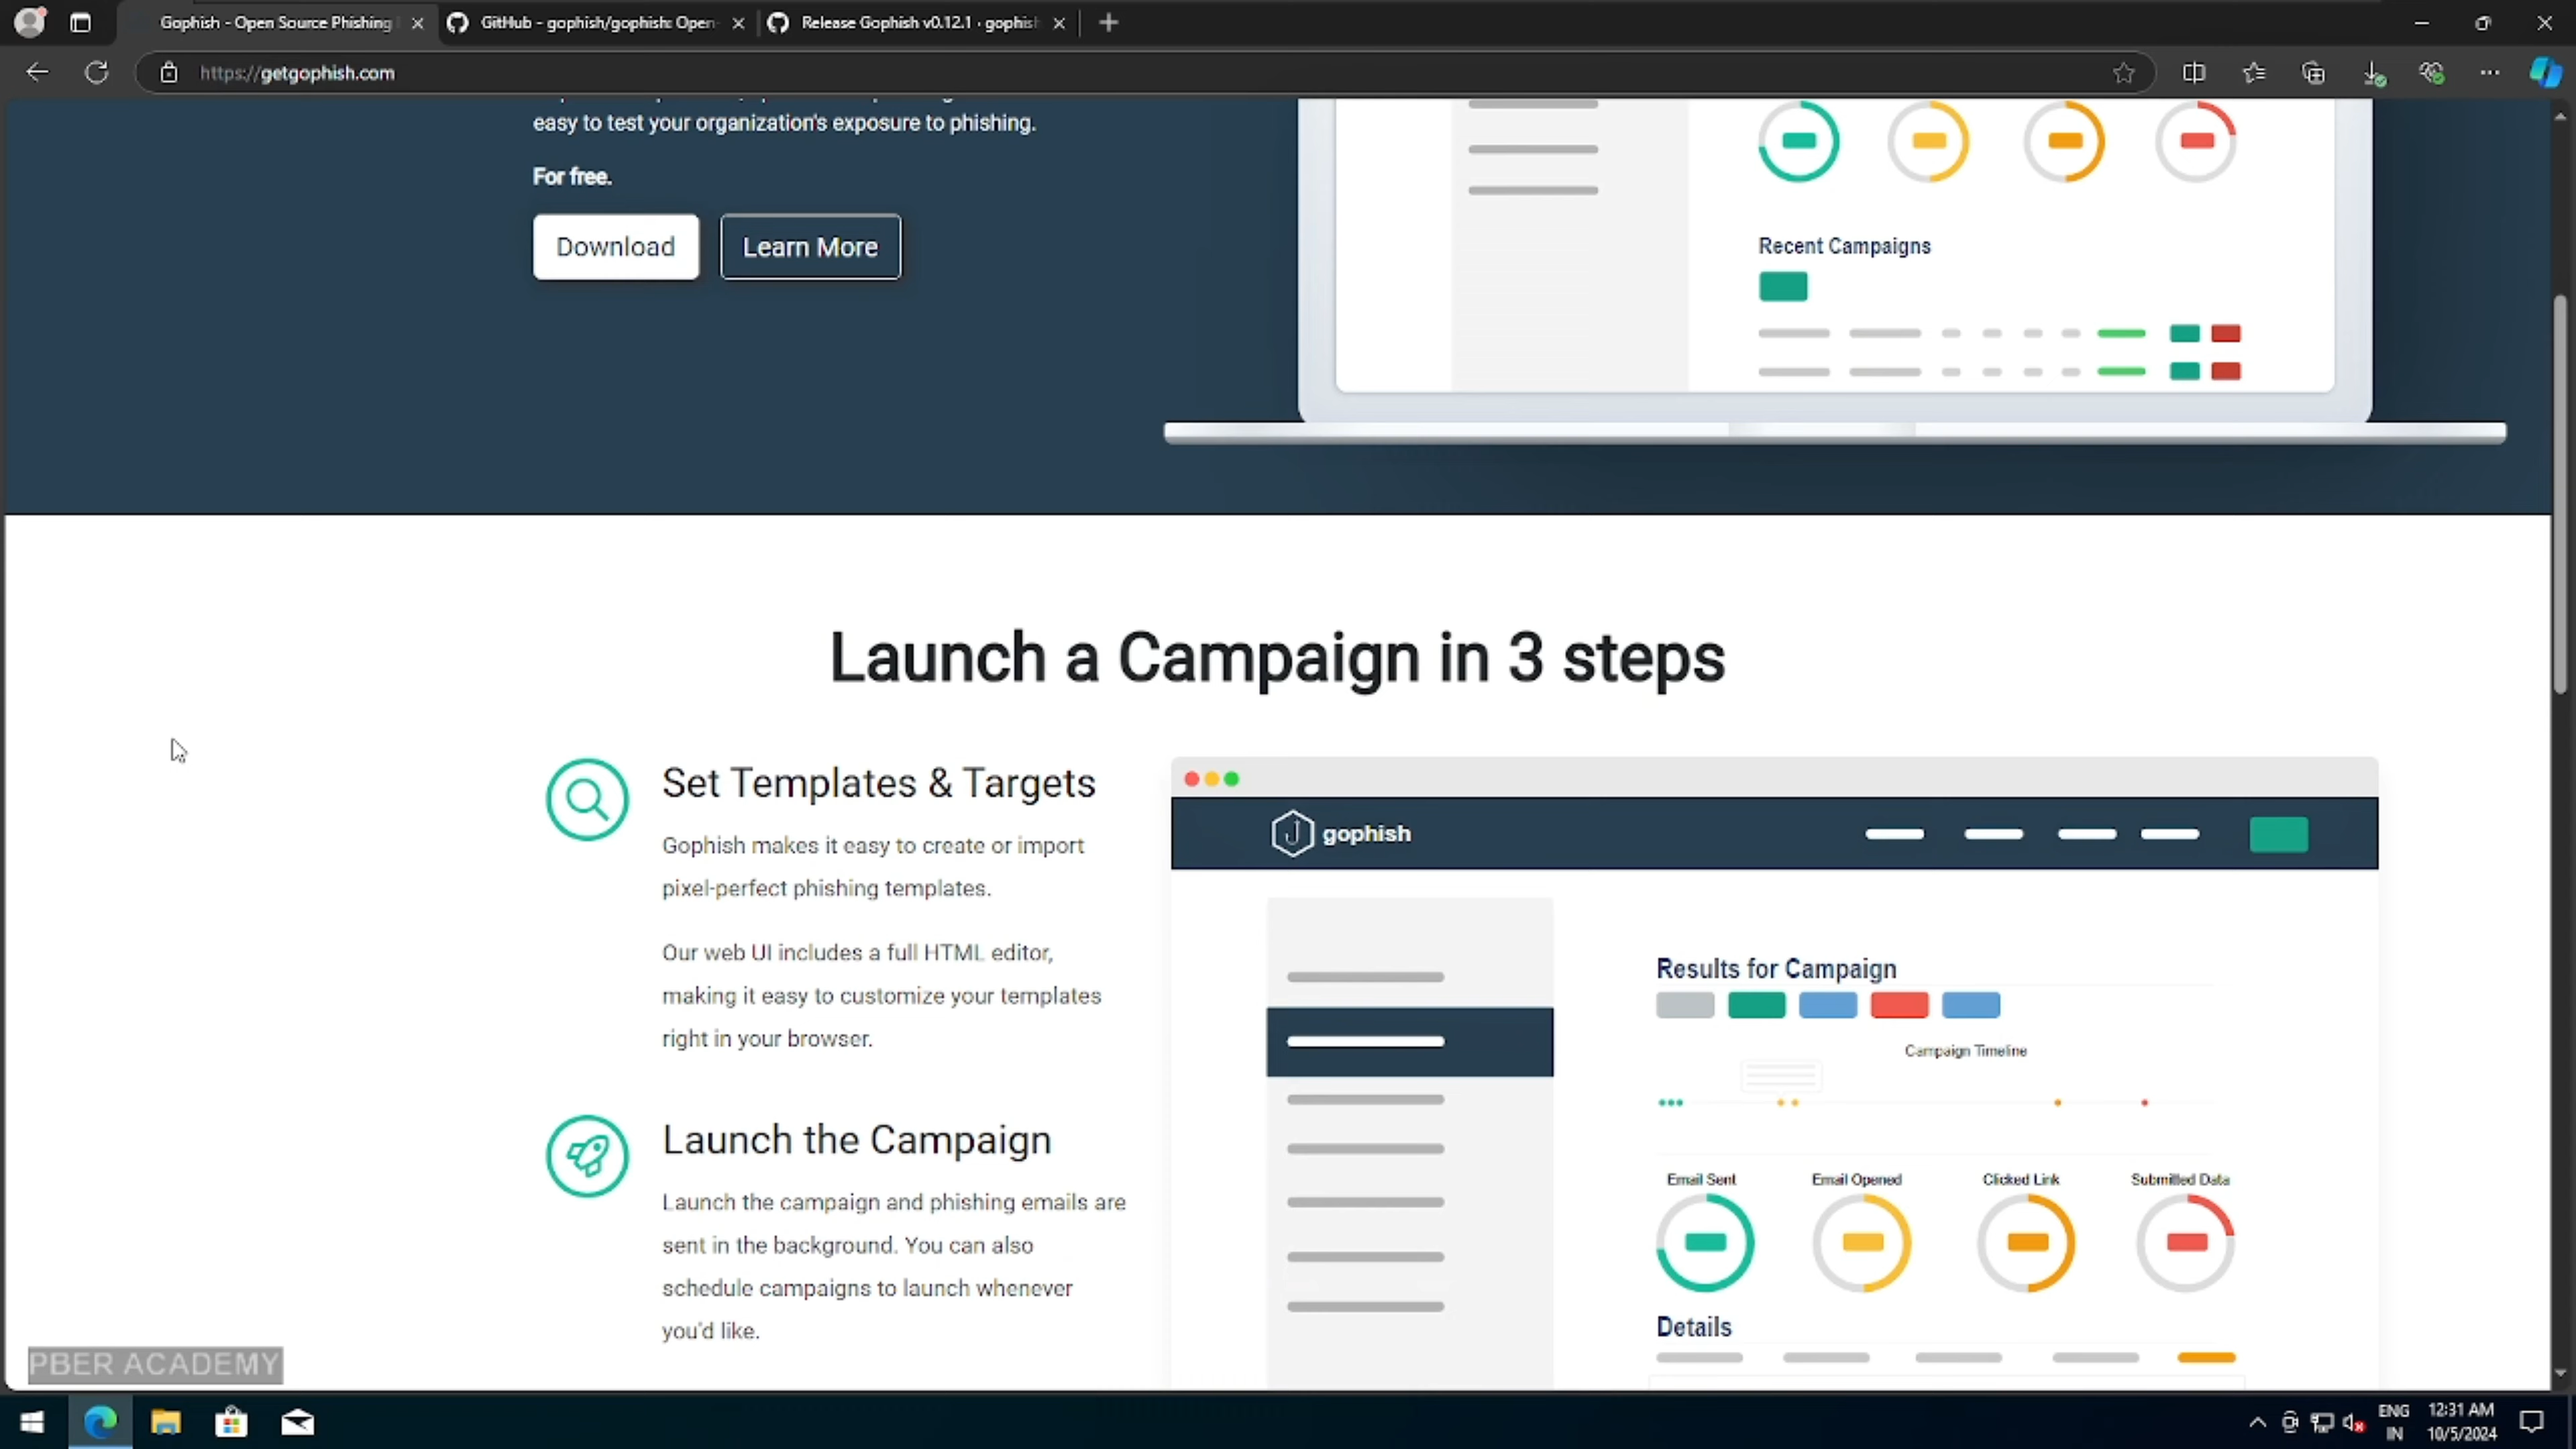 Gophish - Open Source Phishing
GitHub - gophish/gophish: Open-
Release Gophish v0.12.1 · gophish
https://getgophish.com
easy to test your organization's exposure to phishing.
For free.
Download
Learn More
Recent Campaigns
Launch a Campaign in 3 steps
Set Templates & Targets
Gophish makes it easy to create or import
pixel-perfect phishing templates.
Our web UI includes a full HTML editor,
making it easy to customize your templates
right in your browser.
Launch the Campaign
Launch the campaign and phishing emails are
sent in the background. You can also
schedule campaigns to launch whenever
you'd like.
gophish
Results for Campaign
Campaign Timeline
Email Sent
Email Opened
Clicked Link
Submitted Data
Details
PBER ACADEMY
ENG
IN
12:31 AM
10/5/2024